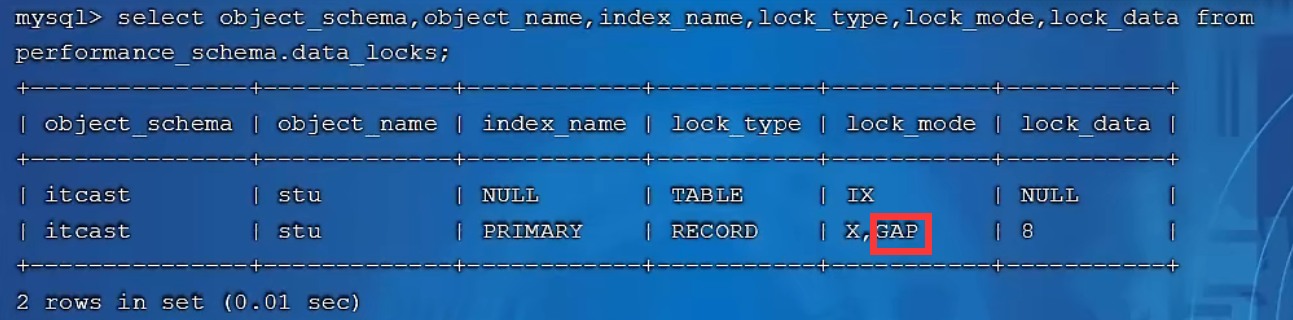 mysql> select object_schema,object_name,index_name,lock_type,lock_mode,lock_data from
performance_schema.data_locks;
+---------------+-------------+------------+-----------+-----------+-----------+
| object_schema | object_name | index_name | lock_type | lock_mode | lock_data |
+---------------+-------------+------------+-----------+-----------+-----------+
| itcast | stu | NULL | TABLE | IX | NULL |
| itcast | stu | PRIMARY | RECORD | X,GAP | 8 |
+---------------+-------------+------------+-----------+-----------+-----------+
2 rows in set (0.01 sec)